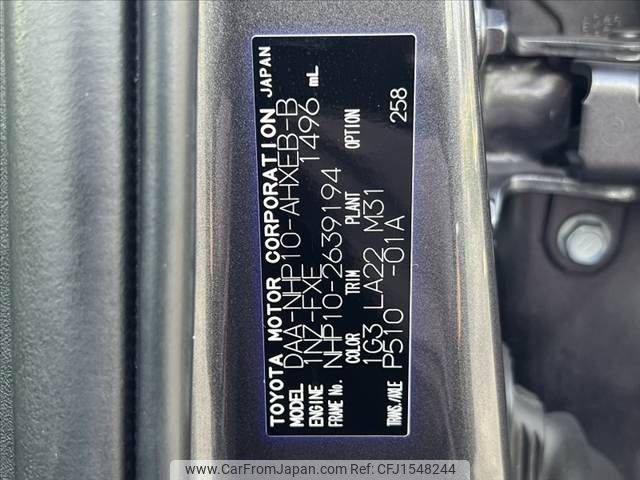 TOYOTA MOTOR CORPORATION JAPAN
MODEL DAA-NHP10-AHXEB-B
ENGINE 1NZ-FXE 1496 mL
FRAME No. NHP10-2639194
COLOR TRIM PLANT OPTION
1G3 LA22 M31
TRANS./AXLE P510 -01A 258
www.CarFromJapan.com - CFJ1548244